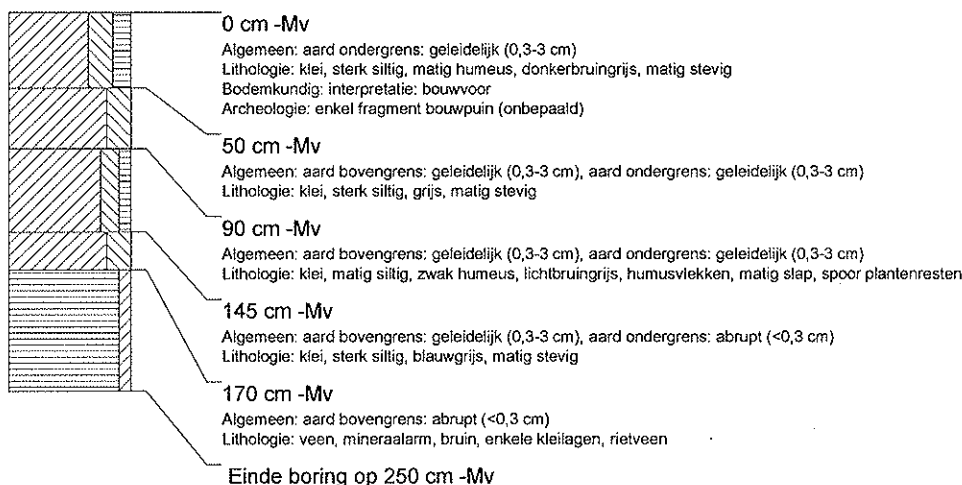 0 cm -Mv
Algemeen: aard ondergrens: geleidelijk (0,3-3 cm)
Lithologie: klei, sterk siltig, matig humeus, donkerbruingrijs, matig stevig
Bodemkundig: interpretatie: bouwvoor
Archeologie: enkel fragment bouwpuin (onbepaald)
50 cm -Mv
Algemeen: aard bovengrens: geleidelijk (0,3-3 cm), aard ondergrens: geleidelijk (0,3-3 cm)
Lithologie: klei, sterk siltig, grijs, matig stevig
90 cm -Mv
Algemeen: aard bovengrens: geleidelijk (0,3-3 cm), aard ondergrens: geleidelijk (0,3-3 cm)
Lithologie: klei, matig siltig, zwak humeus, lichtbruingrijs, humusvlekken, matig slap, spoor plantenresten
145 cm -Mv
Algemeen: aard bovengrens: geleidelijk (0,3-3 cm), aard ondergrens: abrupt (<0,3 cm)
Lithologie: klei, sterk siltig, blauwgrijs, matig stevig
170 cm -Mv
Algemeen: aard bovengrens: abrupt (<0,3 cm)
Lithologie: veen, mineraalarm, bruin, enkele kleilagen, rietveen
Einde boring op 250 cm -Mv